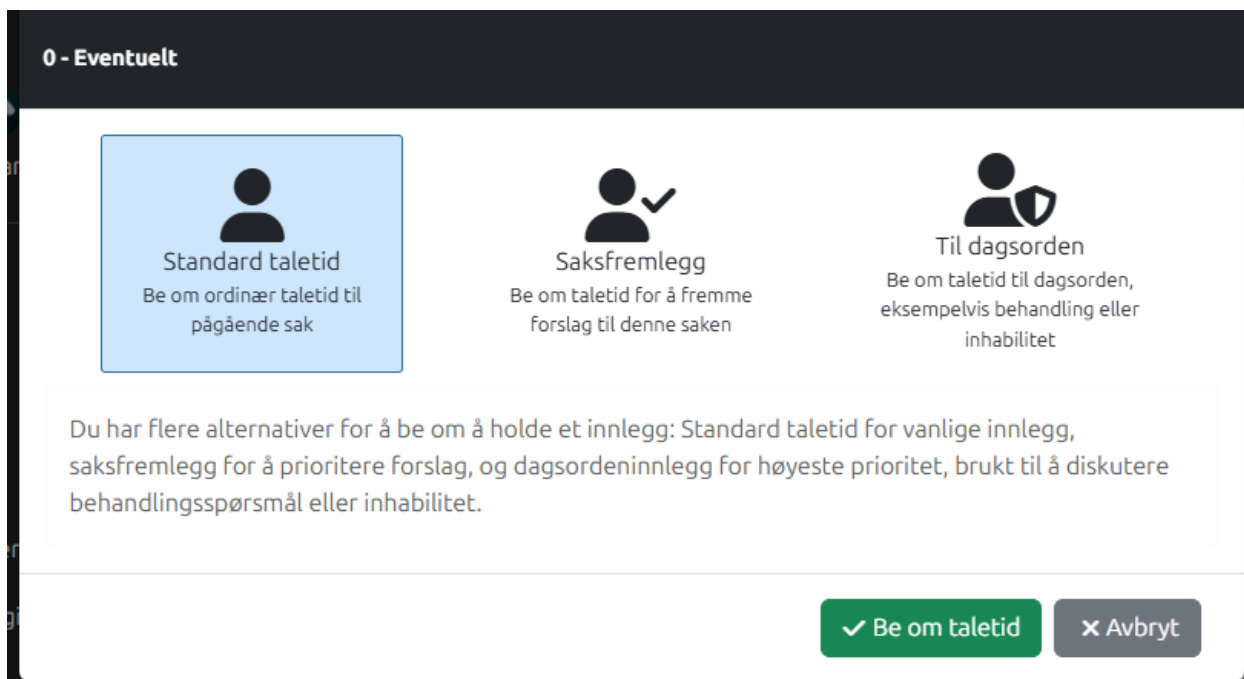 0 - Eventuelt
Standard taletid
Be om ordinær taletid til
pågående sak
Saksfremlegg
Be om taletid for å fremme
forslag til denne saken
Til dagsorden
Be om taletid til dagsorden,
eksempelvis behandling eller
inhabilitet
Du har flere alternativer for å be om å holde et innlegg: Standard taletid for vanlige innlegg,
saksfremlegg for å prioritere forslag, og dagsordeninnlegg for høyeste prioritet, brukt til å diskutere
behandlingsspørsmål eller inhabilitet.
Be om taletid
Avbryt